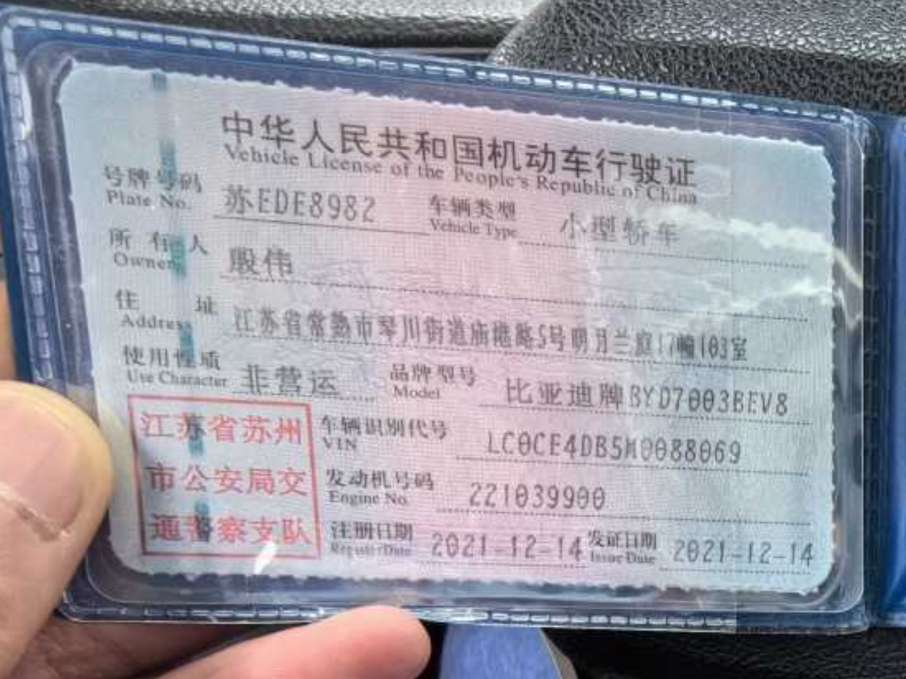 中华人民共和国机动车行驶证
Vehicle License of the People's Republic of China
号牌号码 苏EDE8982 车辆类型 小型轿车
Plate No. Vehicle Type
所有人 殷伟
Owner
住址 江苏省常熟市琴川街道庙港路5号明月兰庭17幢103室
Address
使用性质 非营运 品牌型号 比亚迪牌BYD7003BEV8
Use Character Model
江苏省苏州 车辆识别代号 LC0CE4DB5M0088069
VIN
市公安局交 发动机号码 221039900
Engine No.
通警察支队 注册日期 2021-12-14 发证日期 2021-12-14
Register Date Issue Date